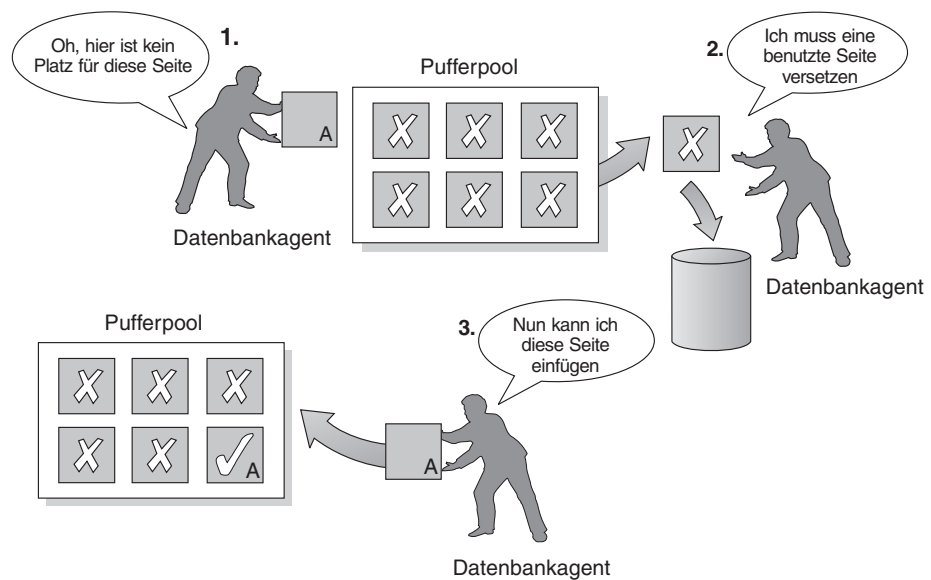 Oh, hier ist kein
Platz für diese Seite
1.
A
Datenbankagent
Pufferpool
2.
Ich muss eine
benutzte Seite
versetzen
Datenbankagent
Pufferpool
A
3.
Nun kann ich
diese Seite
einfügen
A
Datenbankagent